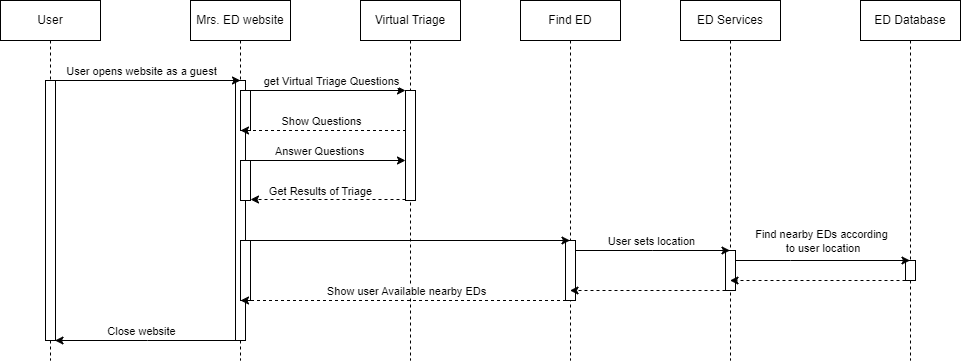 User
Mrs. ED website
Virtual Triage
Find ED
ED Services
ED Database
User opens website as a guest
get Virtual Triage Questions
Show Questions
Answer Questions
Get Results of Triage
User sets location
Find nearby EDs according
to user location
Show user Available nearby EDs
Close website